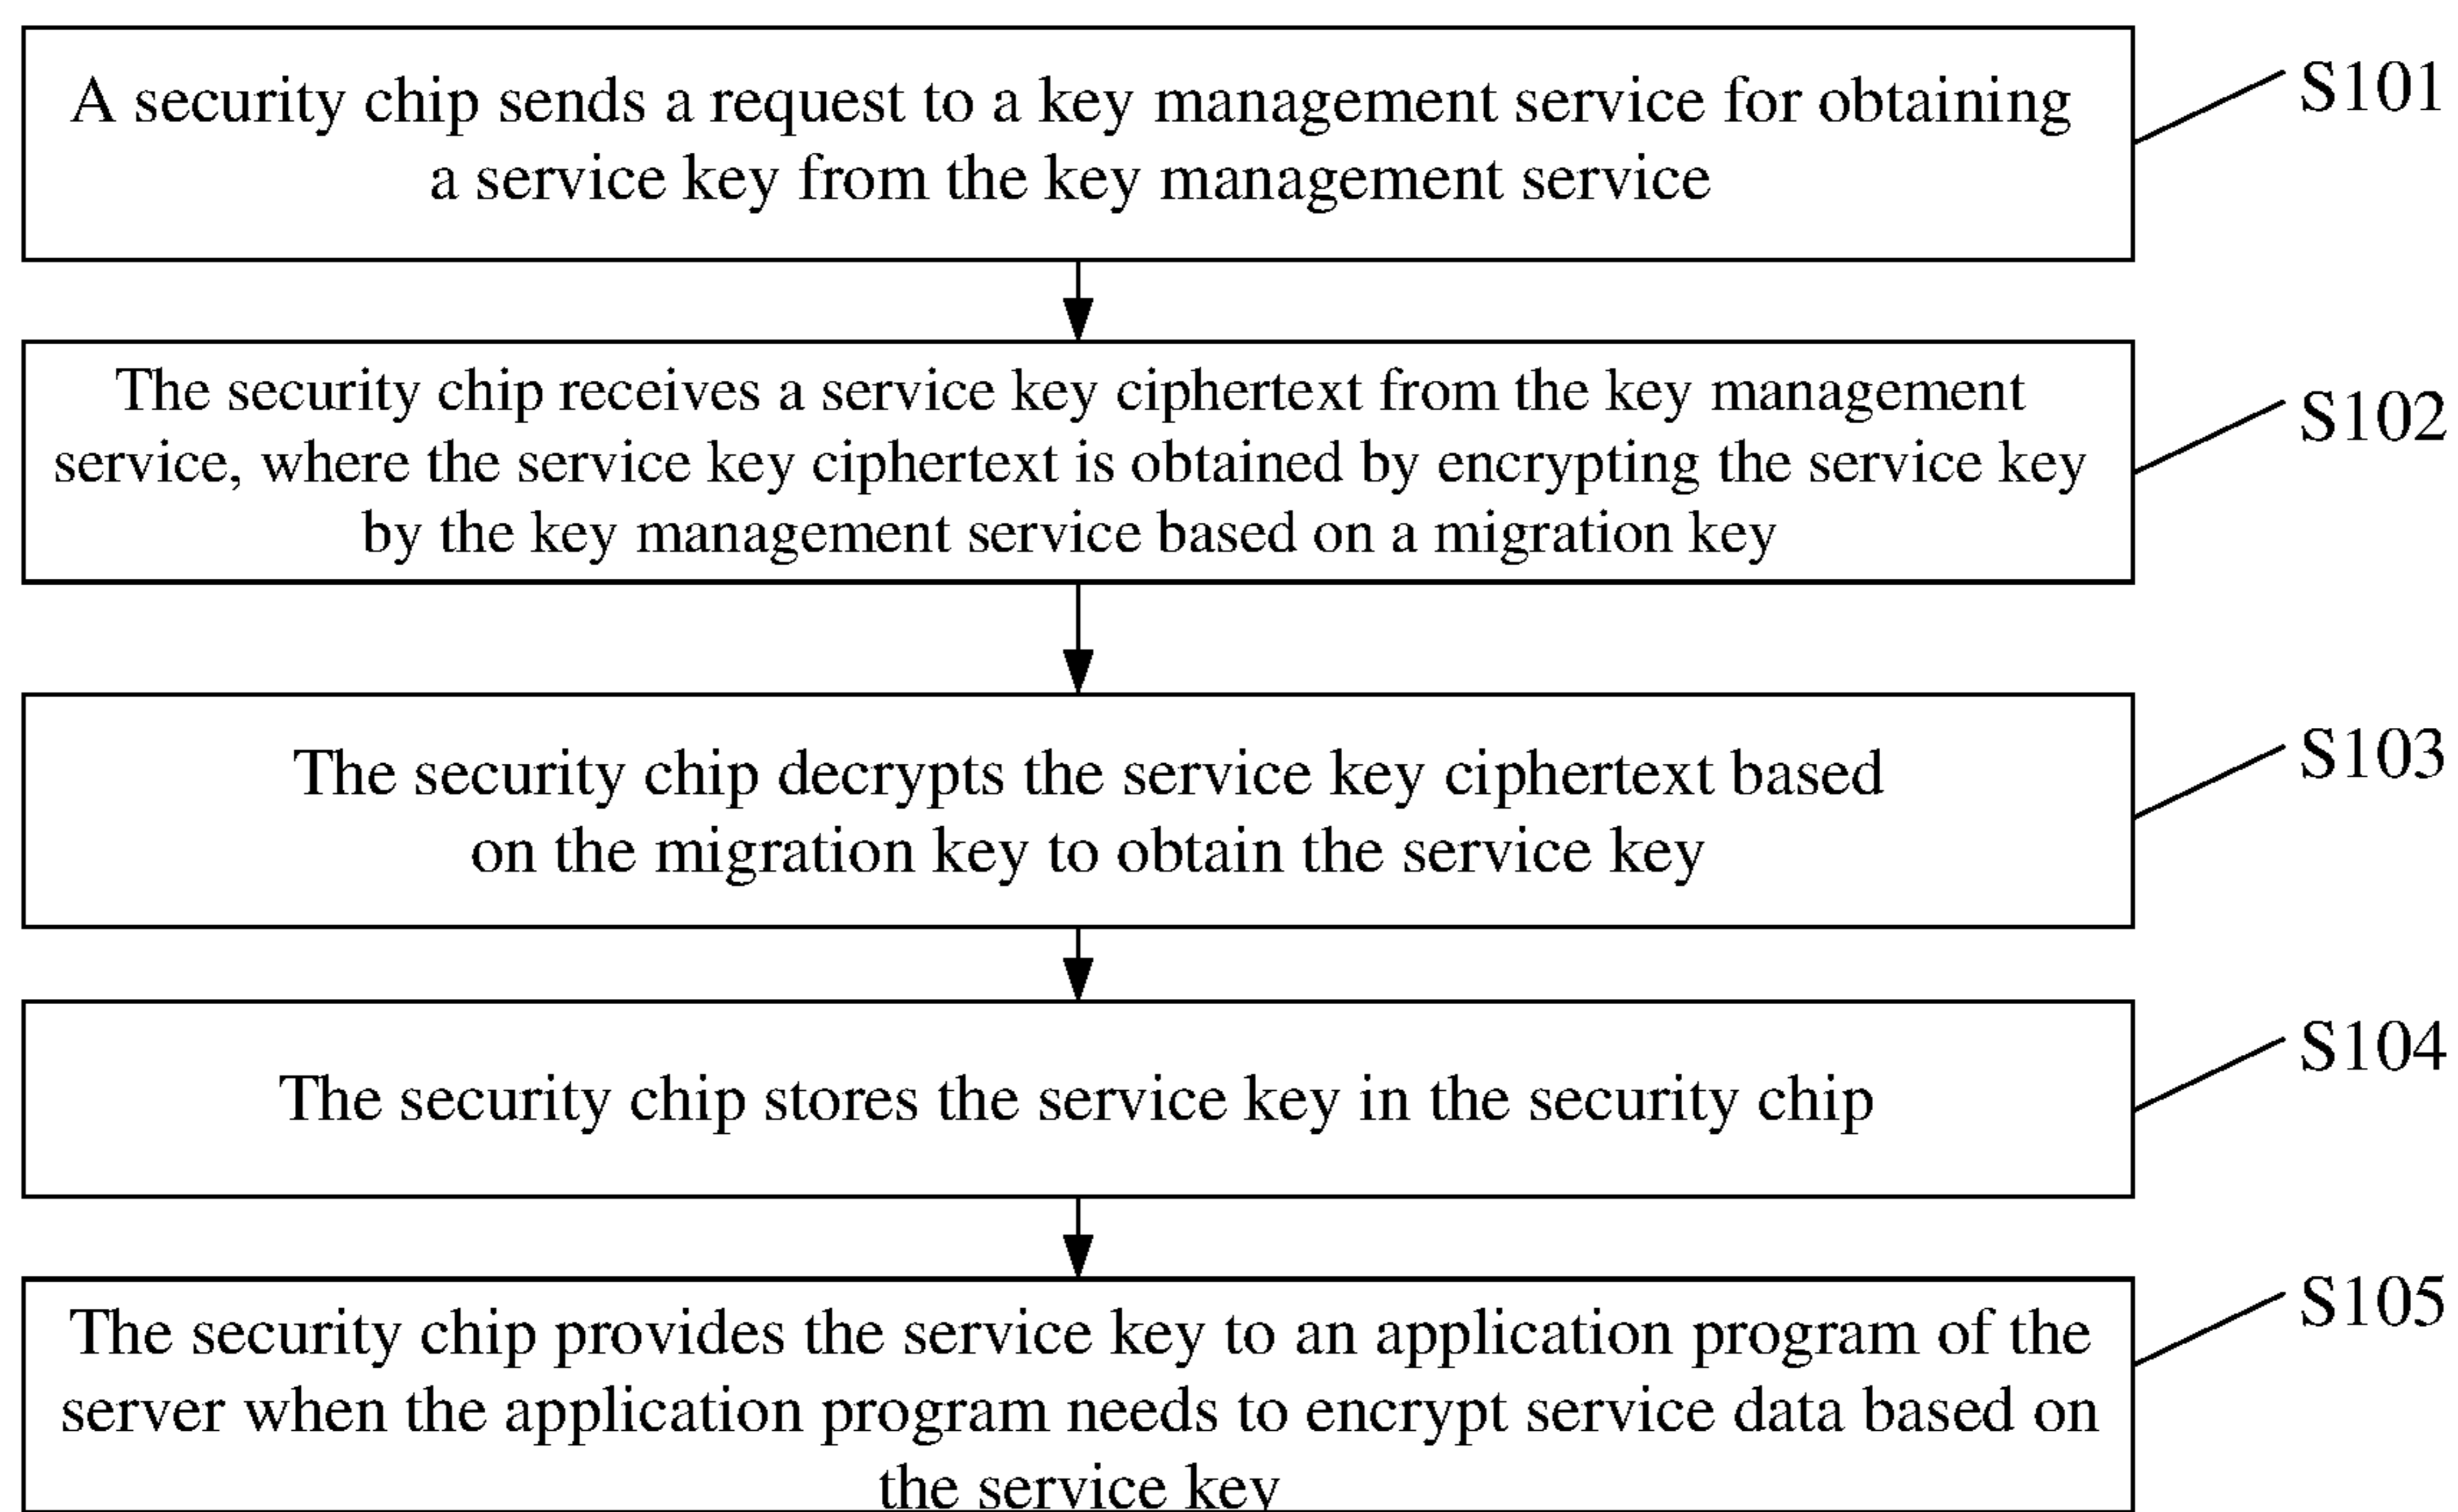 A security chip sends a request to a key management service for obtaining
a service key from the key management service
S101
The security chip receives a service key ciphertext from the key management
service, where the service key ciphertext is obtained by encrypting the service key
by the key management service based on a migration key
S102
The security chip decrypts the service key ciphertext based
on the migration key to obtain the service key
S103
The security chip stores the service key in the security chip
S104
The security chip provides the service key to an application program of the
server when the application program needs to encrypt service data based on
the service key
S105